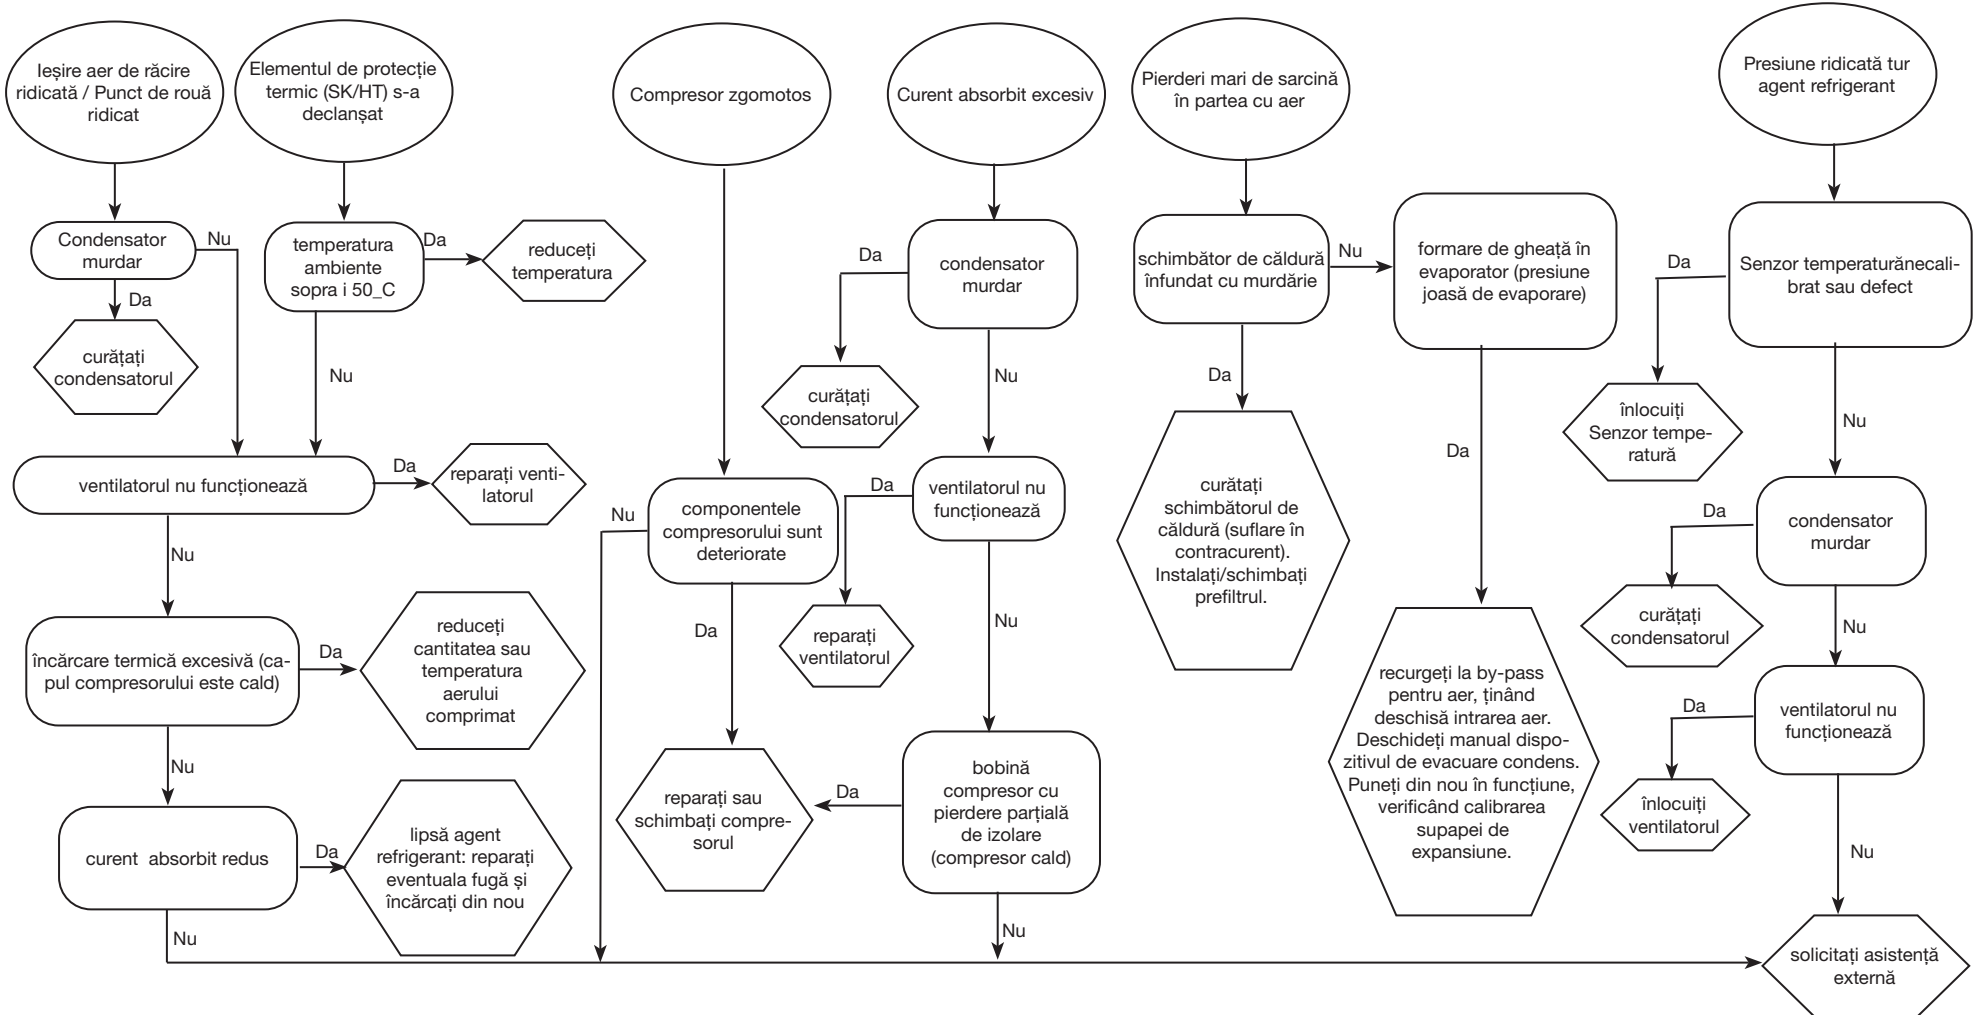 Ieșire aer de răcire
ridicată / Punct de rouă
ridicat
Elementul de protecție
termic (SK/HT) s-a
declanșat
Compresor zgomotos
Curent absorbit excesiv
Pierderi mari de sarcină
în partea cu aer
Presiune ridicată tur
agent refrigerant
Condensator
murdar
Nu
Da
curățați
condensatorul
temperatura
ambiente
sopra i 50_C
Da
reduceți
temperatura
Nu
ventilatorul nu funcționează
Da
reparați venti-
latorul
Nu
încărcare termică excesivă (ca-
pul compresorului este cald)
Da
reduceți
cantitatea sau
temperatura
aerului
comprimat
Nu
curent  absorbit redus
Da
lipsă agent
refrigerant: reparați
eventuala fugă și
încărcați din nou
Nu
componentele
compresorului sunt
deteriorate
Nu
Da
reparați sau
schimbați compre-
sorul
condensator
murdar
Da
curățați
condensatorul
Nu
ventilatorul nu
funcționează
Da
reparați
ventilatorul
Nu
bobină
compresor cu
pierdere parțială
de izolare
(compresor cald)
Da
Nu
schimbător de căldură
înfundat cu murdărie
Nu
Da
curătați
schimbătorul de
căldură (suflare în
contracurent).
Instalați/schimbați
prefiltrul.
formare de gheață în
evaporator (presiune
joasă de evaporare)
Da
recurgeți la by-pass
pentru aer, ținând
deschisă intrarea aer.
Deschideți manual dispo-
zitivul de evacuare condens.
Puneți din nou în funcțiune,
verificând calibrarea
supapei de
expansiune.
Senzor temperaturănecali-
brat sau defect
Da
înlocuiți
Senzor tempe-
ratură
Nu
condensator
murdar
Da
curățați
condensatorul
Nu
ventilatorul nu
funcționează
Da
înlocuiți
ventilatorul
Nu
solicitați asistență
externă